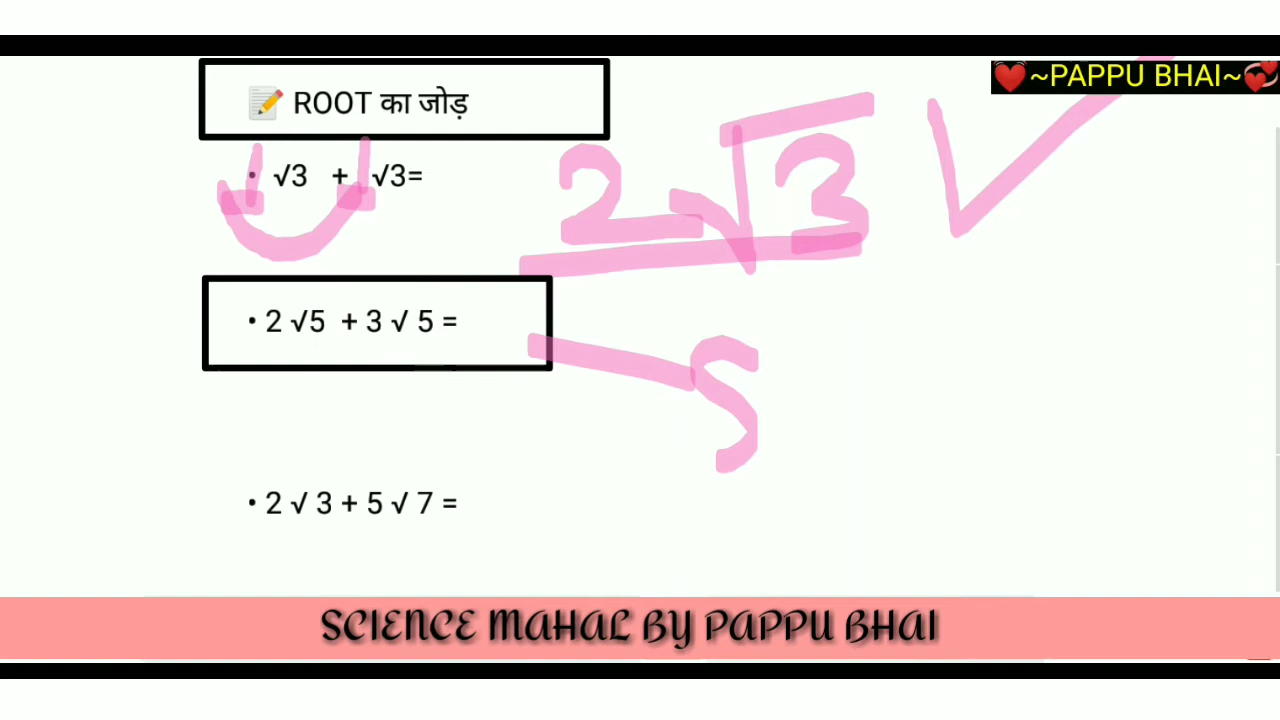 ~PAPPU BHAI~
ROOT का जोड़
• √3 + √3=
2√3
• 2 √5 + 3 √ 5 =
5
• 2 √ 3 + 5 √ 7 =
SCIENCE MAHAL BY PAPPU BHAI